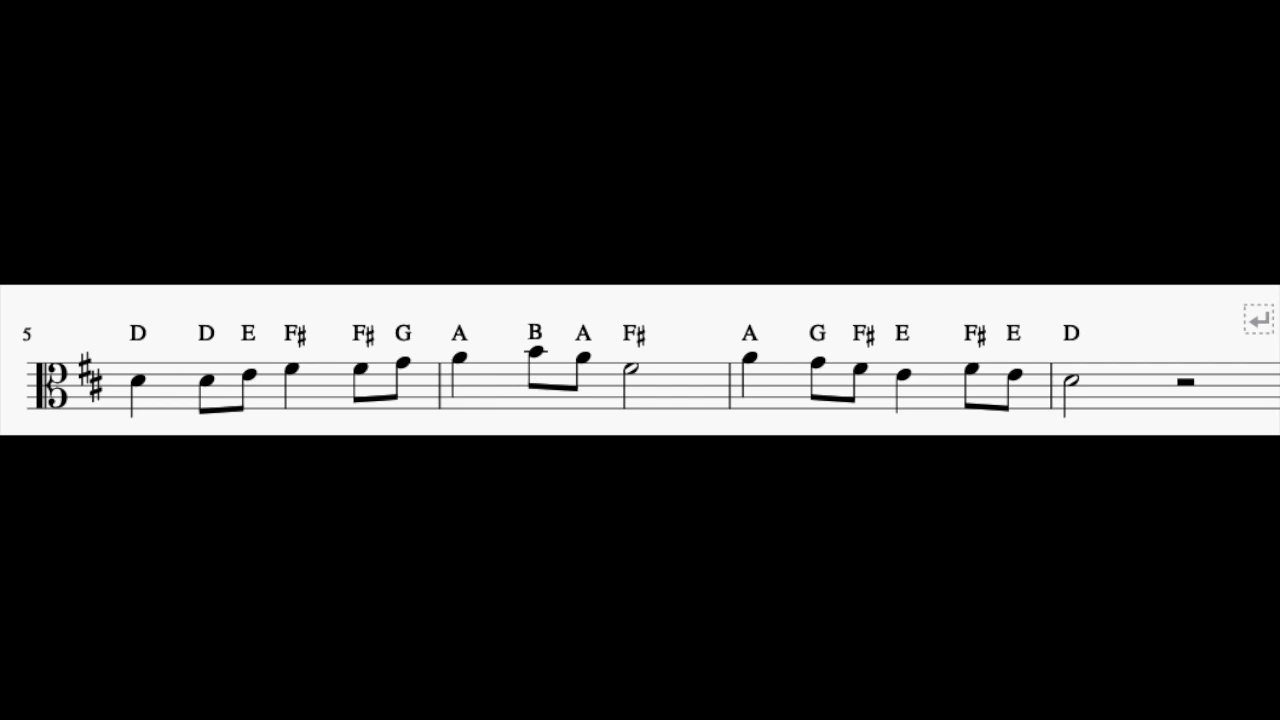 5 D D E F♯ F♯ G A B A F♯ A G F♯ E F♯ E D